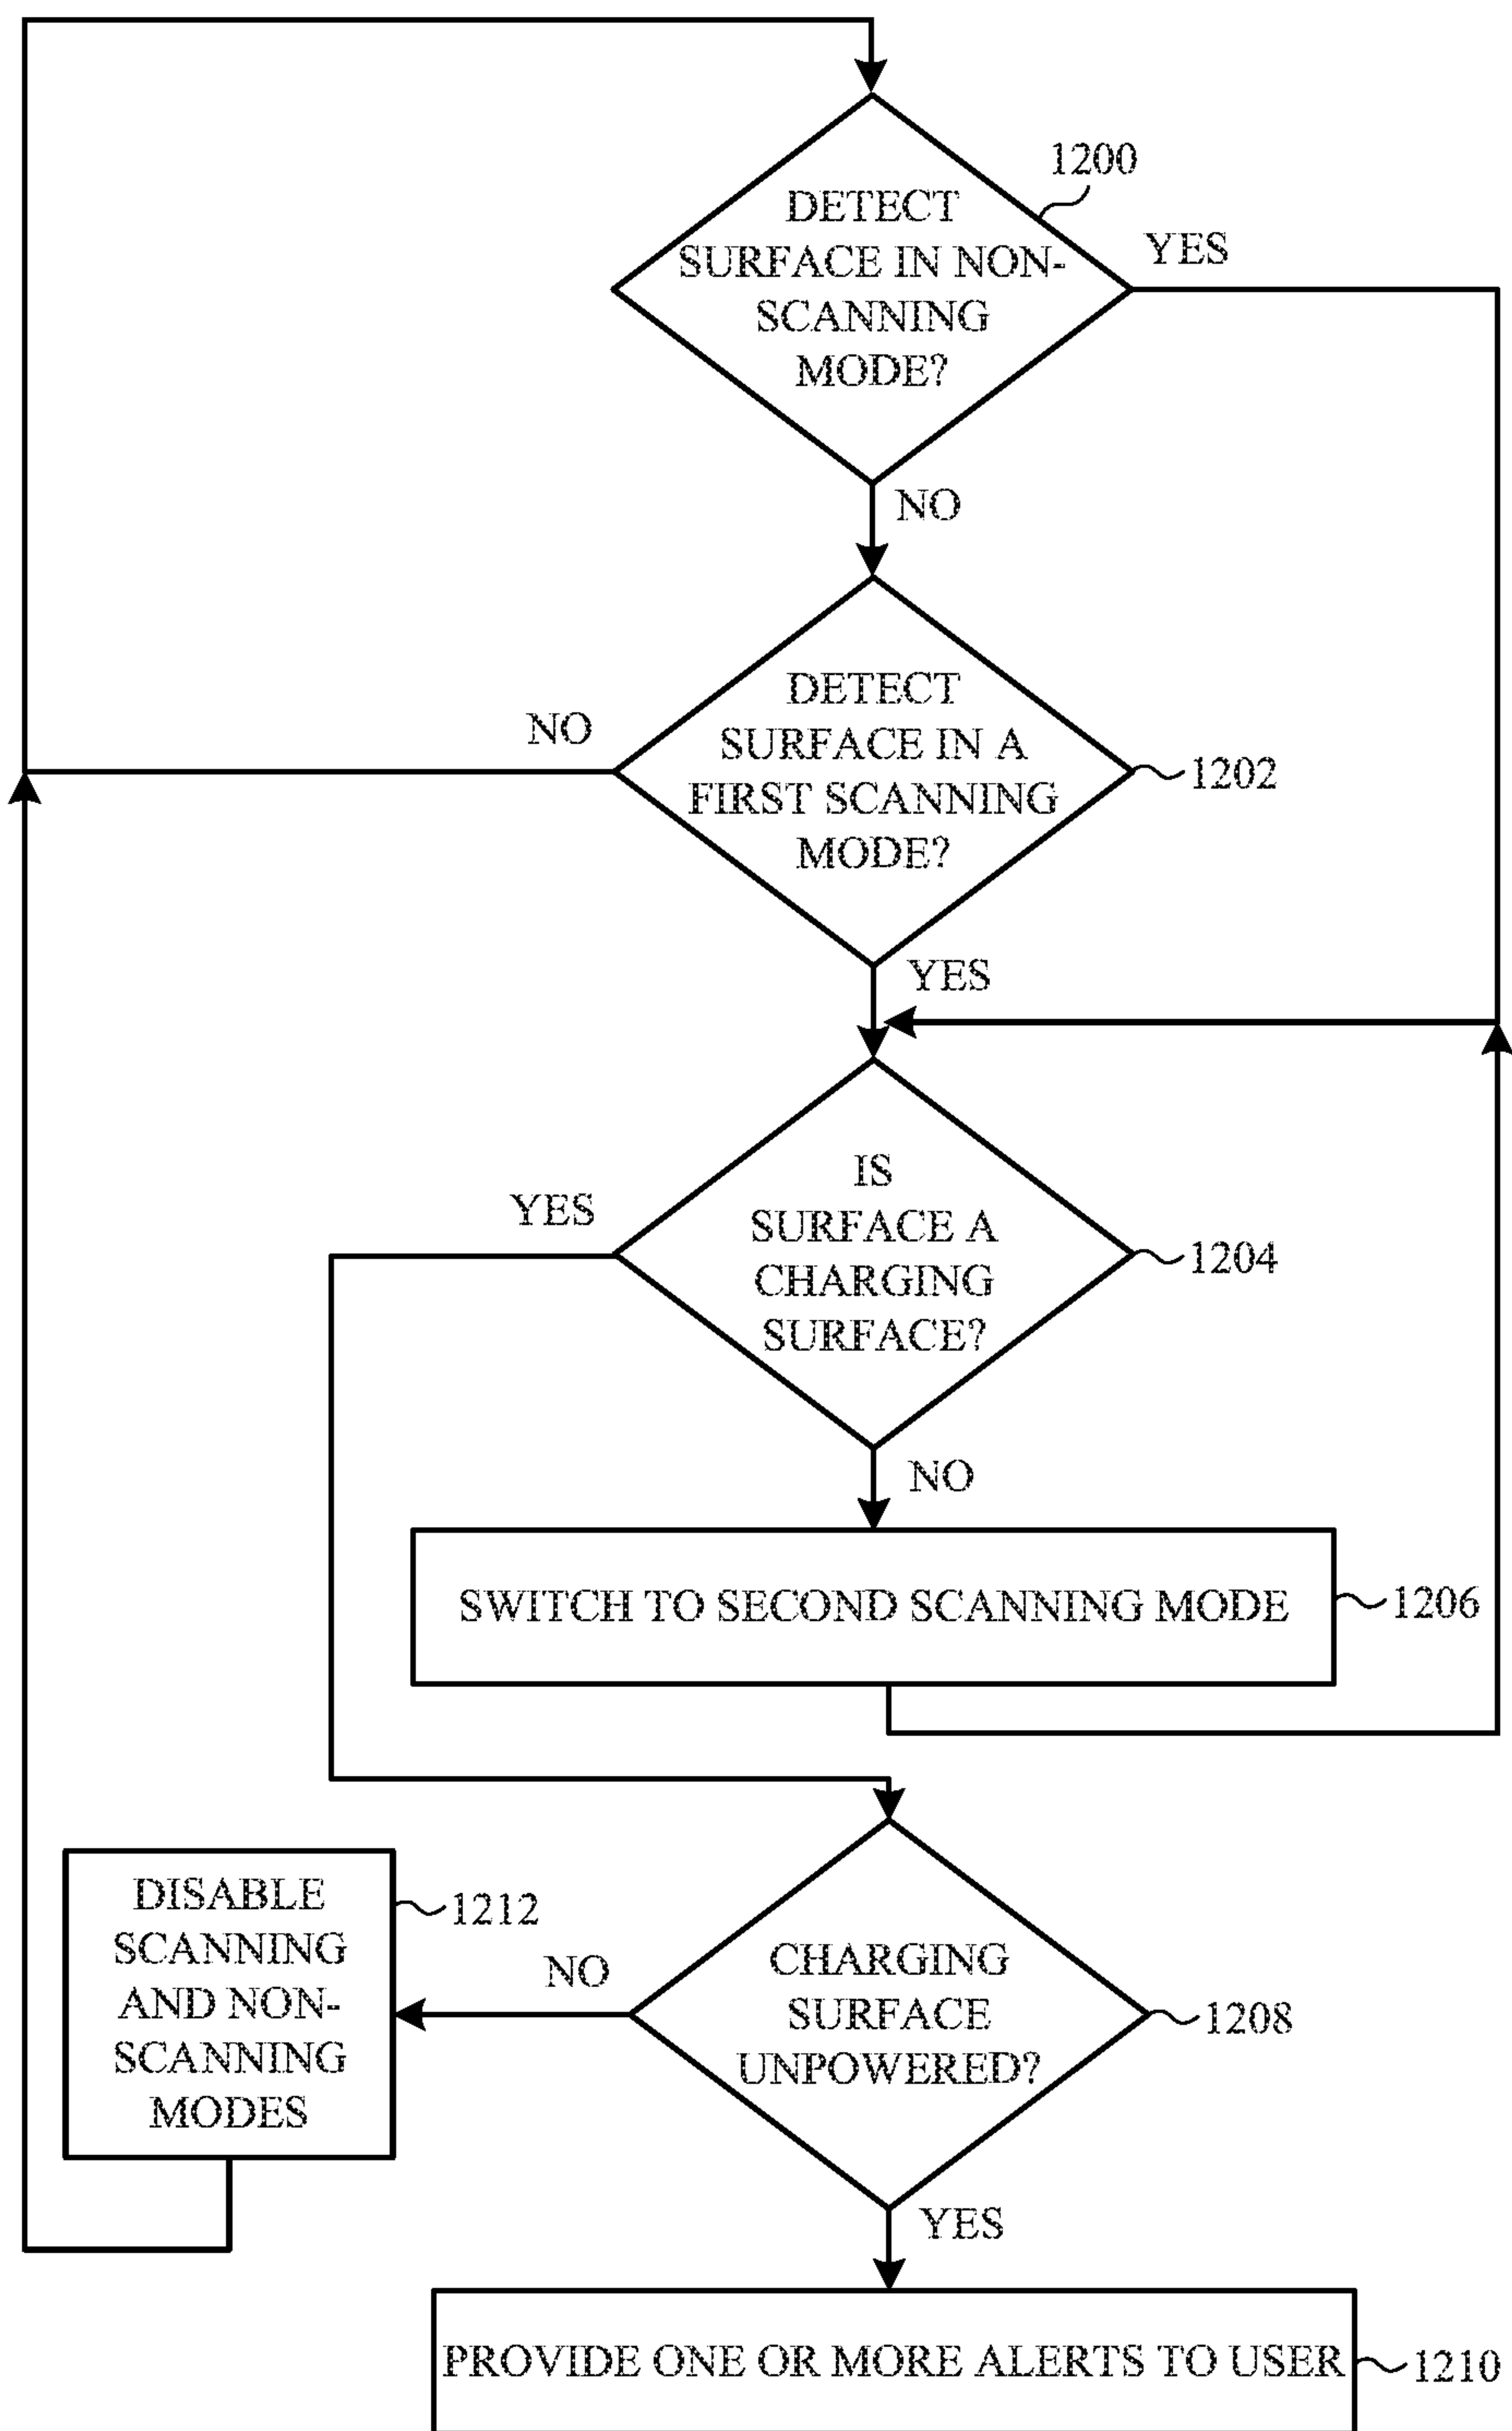 1200
DETECT
SURFACE IN NON-
SCANNING
MODE?
YES
NO
DETECT
SURFACE IN A
FIRST SCANNING
MODE?
NO
1202
YES
IS
SURFACE A
CHARGING
SURFACE?
YES
1204
NO
SWITCH TO SECOND SCANNING MODE
1206
DISABLE
SCANNING
AND NON-
SCANNING
MODES
1212
NO
CHARGING
SURFACE
UNPOWERED?
1208
YES
PROVIDE ONE OR MORE ALERTS TO USER
1210